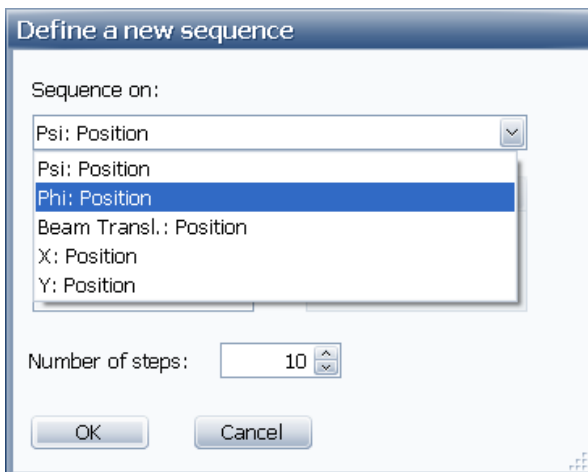 Define a new sequence
Sequence on:
Psi: Position
Psi: Position
Phi: Position
Beam Transl.: Position
X: Position
Y: Position
Number of steps: 10
OK Cancel